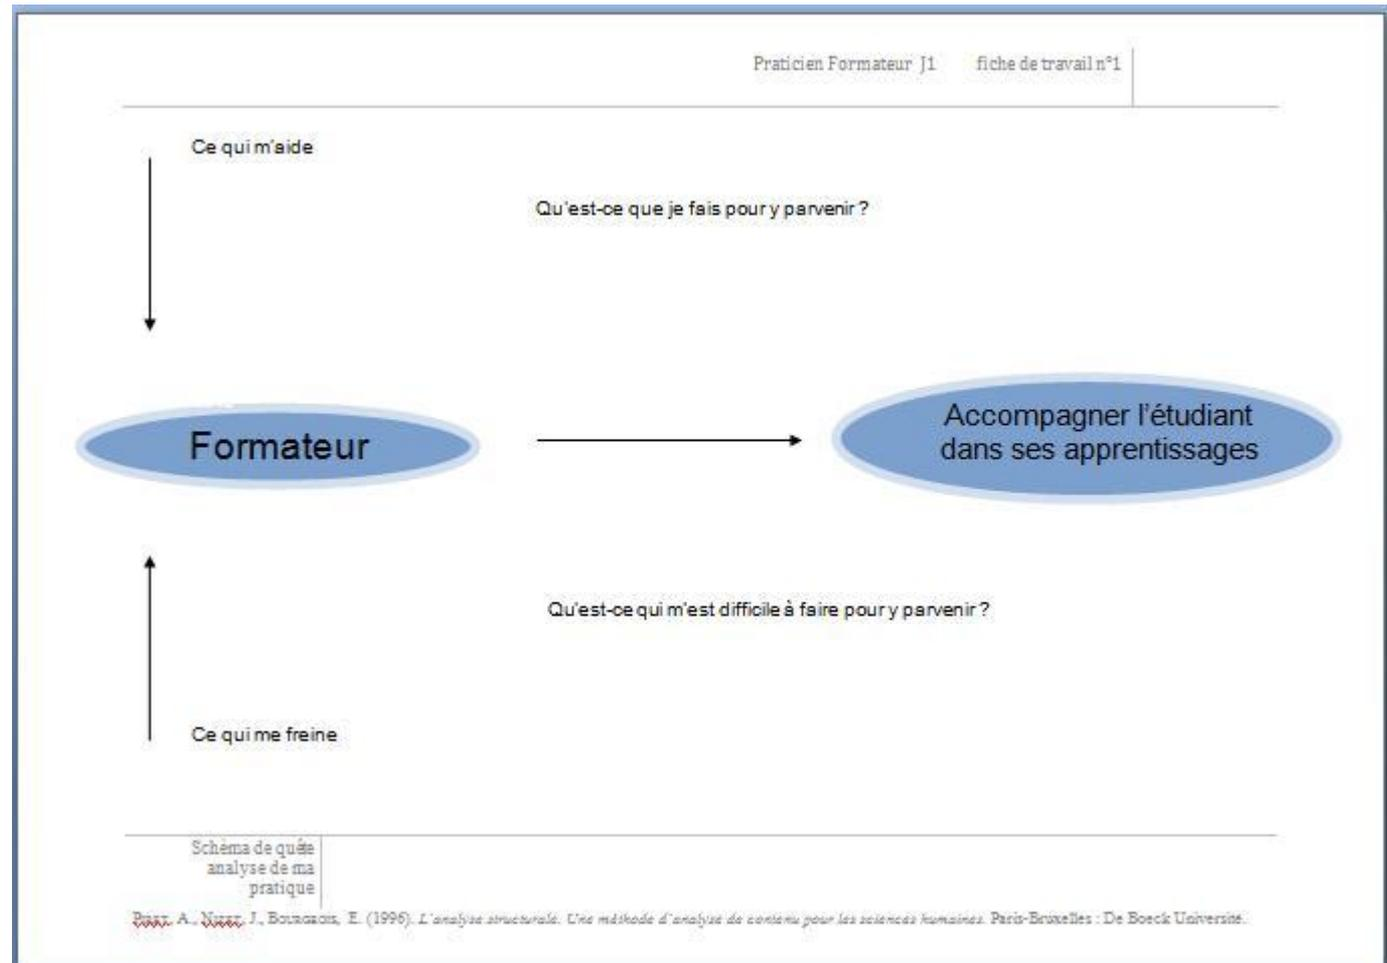 Praticien Formateur J1 fiche de travail n°1
Ce qui m'aide
Qu'est-ce que je fais pour y parvenir ?
Formateur
Accompagner l'étudiant
dans ses apprentissages
Qu'est-ce qui m'est difficile à faire pour y parvenir ?
Ce qui me freine
Schéma de quête
analyse de ma
pratique
A., J., Bourgeois, E. (1996). L'analyse structurale. Une méthode d'analyse de contenu pour les sciences humaines. Paris-Bruxelles : De Boeck Université.